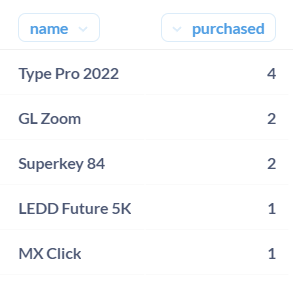 name purchased
Type Pro 2022 4
GL Zoom 2
Superkey 84 2
LEDD Future 5K 1
MX Click 1